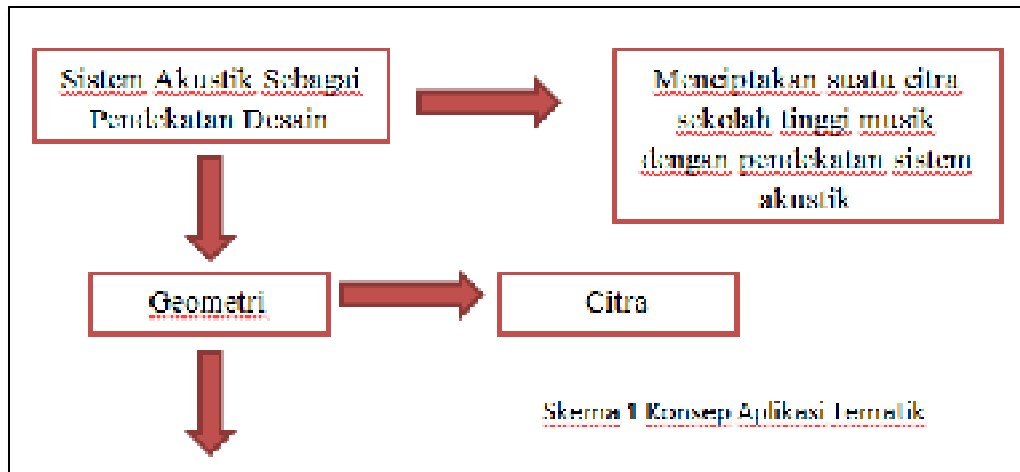 Sistem Akustik Sebagai
Pendekatan Desain
Menciptakan suatu citra
sekolah tinggi musik
dengan pendekatan sistem
akustik
Geometri
Citra
Skema 1 Konsep Aplikasi Tematik